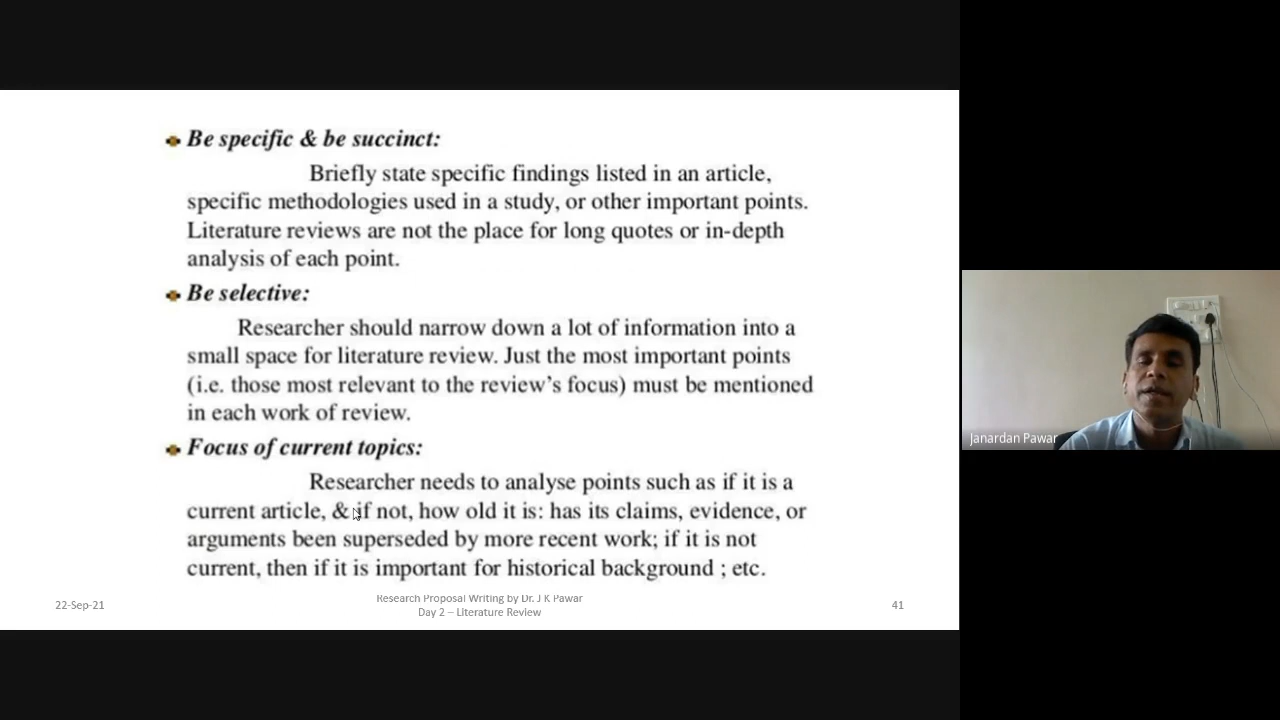 Be specific & be succinct:
Briefly state specific findings listed in an article,
specific methodologies used in a study, or other important points.
Literature reviews are not the place for long quotes or in-depth
analysis of each point.
Be selective:
Researcher should narrow down a lot of information into a
small space for literature review. Just the most important points
(i.e. those most relevant to the review's focus) must be mentioned
in each work of review.
Focus of current topics:
Researcher needs to analyse points such as if it is a
current article, & if not, how old it is: has its claims, evidence, or
arguments been superseded by more recent work; if it is not
current, then if it is important for historical background ; etc.
22-Sep-21
Research Proposal Writing by Dr. J K Pawar
Day 2 – Literature Review
41
Janardan Pawar